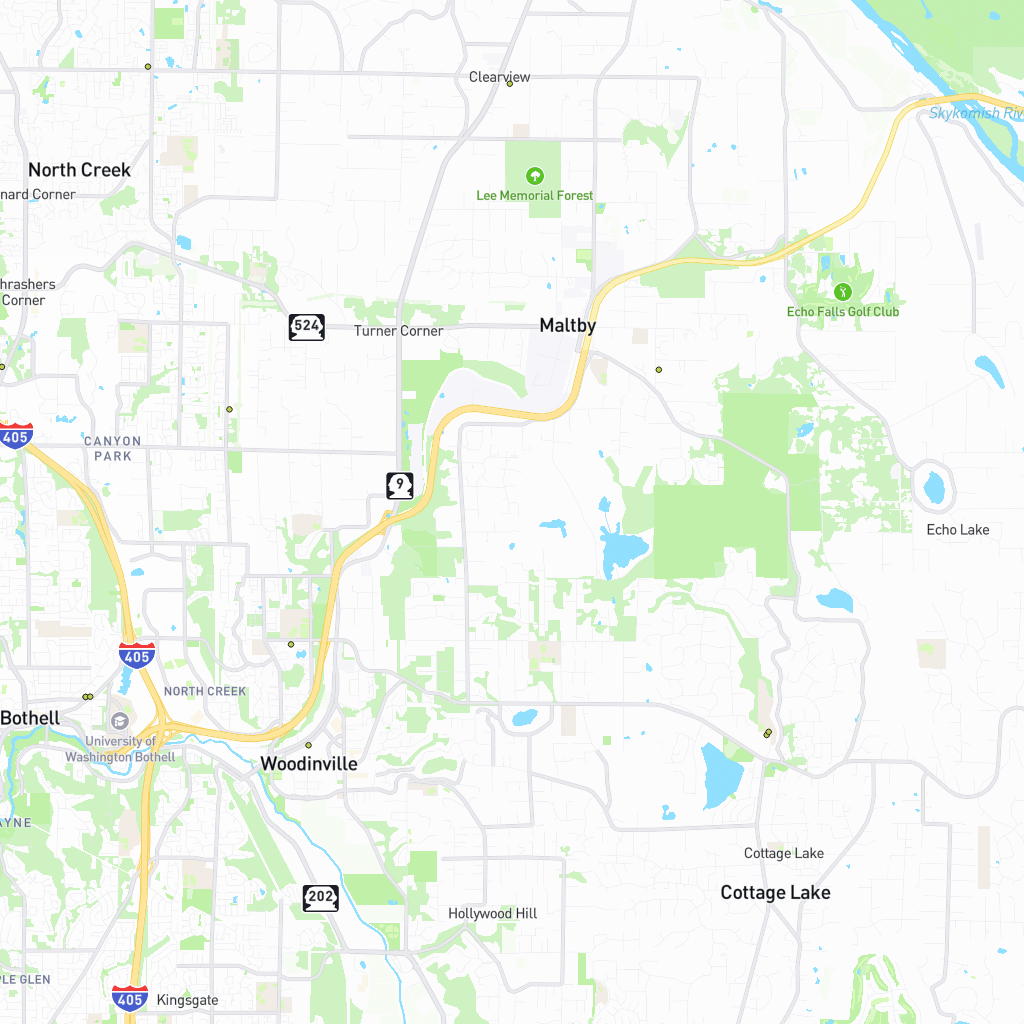 Clearview
Skykomish Riv
North Creek
nard Corner
Lee Memorial Forest
hrashers
Corner
Echo Falls Golf Club
524
Turner Corner
Maltby
405
CANYON
PARK
9
Echo Lake
405
NORTH CREEK
Bothell
University of
Washington Bothell
Woodinville
AYNE
Cottage Lake
Cottage Lake
202
Hollywood Hill
PLE GLEN
405
Kingsgate